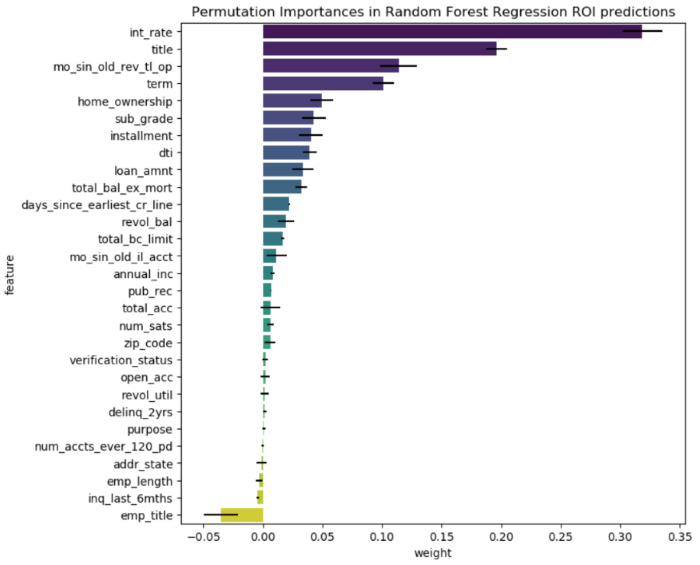 Permutation Importances in Random Forest Regression ROI predictions
int_rate
title
mo_sin_old_rev_tl_op
term
home_ownership
sub_grade
installment
dti
loan_amnt
total_bal_ex_mort
days_since_earliest_cr_line
revol_bal
total_bc_limit
mo_sin_old_il_acct
annual_inc
pub_rec
total_acc
num_sats
zip_code
verification_status
open_acc
revol_util
delinq_2yrs
purpose
num_accts_ever_120_pd
addr_state
emp_length
inq_last_6mths
emp_title
feature
−0.05 0.00 0.05 0.10 0.15 0.20 0.25 0.30 0.35
weight